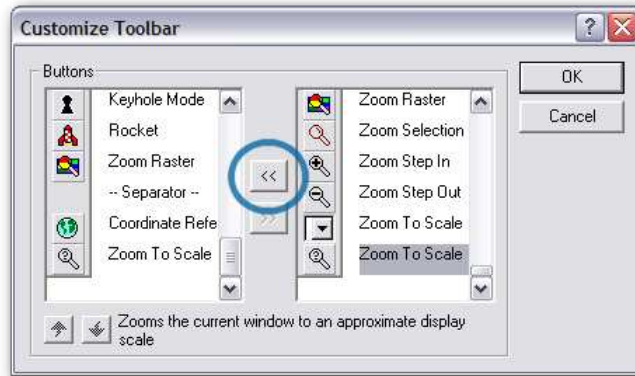 Customize Toolbar
?
X
Buttons
Keyhole Mode
Rocket
Zoom Raster
-- Separator --
Coordinate Refe
Zoom To Scale
<<
>>
Zoom Raster
Zoom Selection
Zoom Step In
Zoom Step Out
Zoom To Scale
Zoom To Scale
OK
Cancel
Zooms the current window to an approximate display
scale